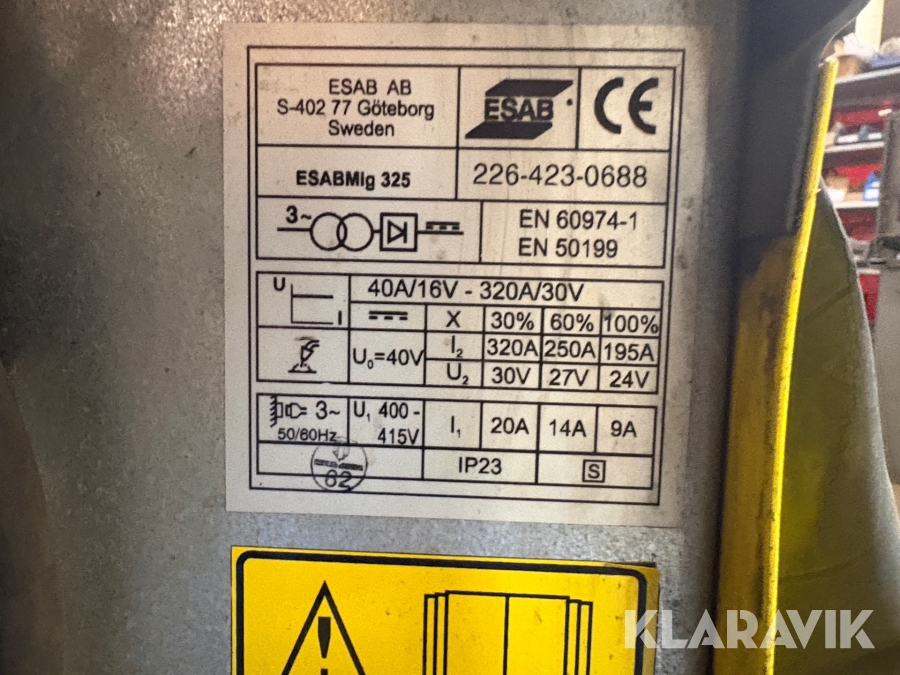 ESAB AB
S-402 77 Göteborg
Sweden
ESAB
CE
ESABMig 325
226-423-0688
3~
EN 60974-1
EN 50199
U
I
40A/16V - 320A/30V
X 30% 60% 100%
U₀=40V
I₂ 320A 250A 195A
U₂ 30V 27V 24V
3~
50/60Hz
U₁ 400 -
415V
I₁ 20A 14A 9A
62
IP23
S
!
KLARAVIK